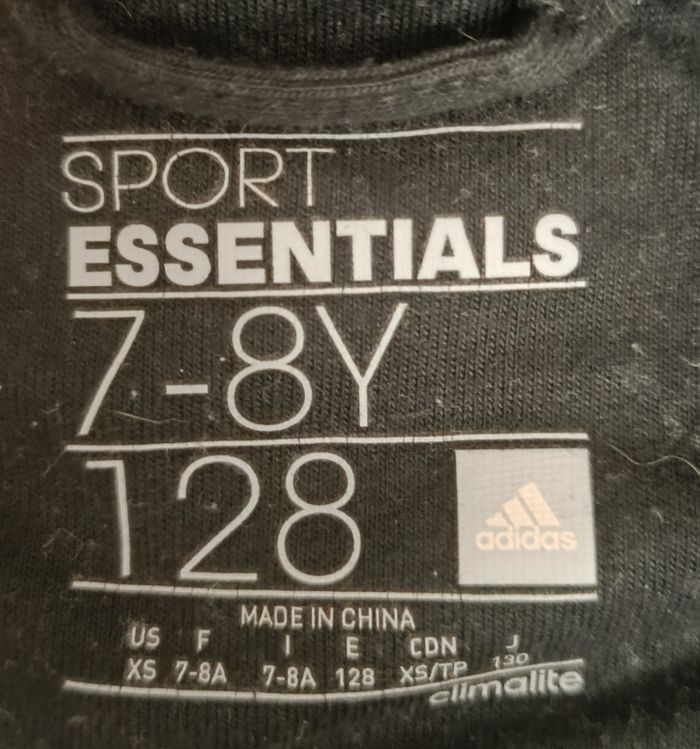 SPORT
ESSENTIALS
7-8Y
128
adidas
MADE IN CHINA
US F I E CDN J
XS 7-8A 7-8A 128 XS/TP 130
climalite